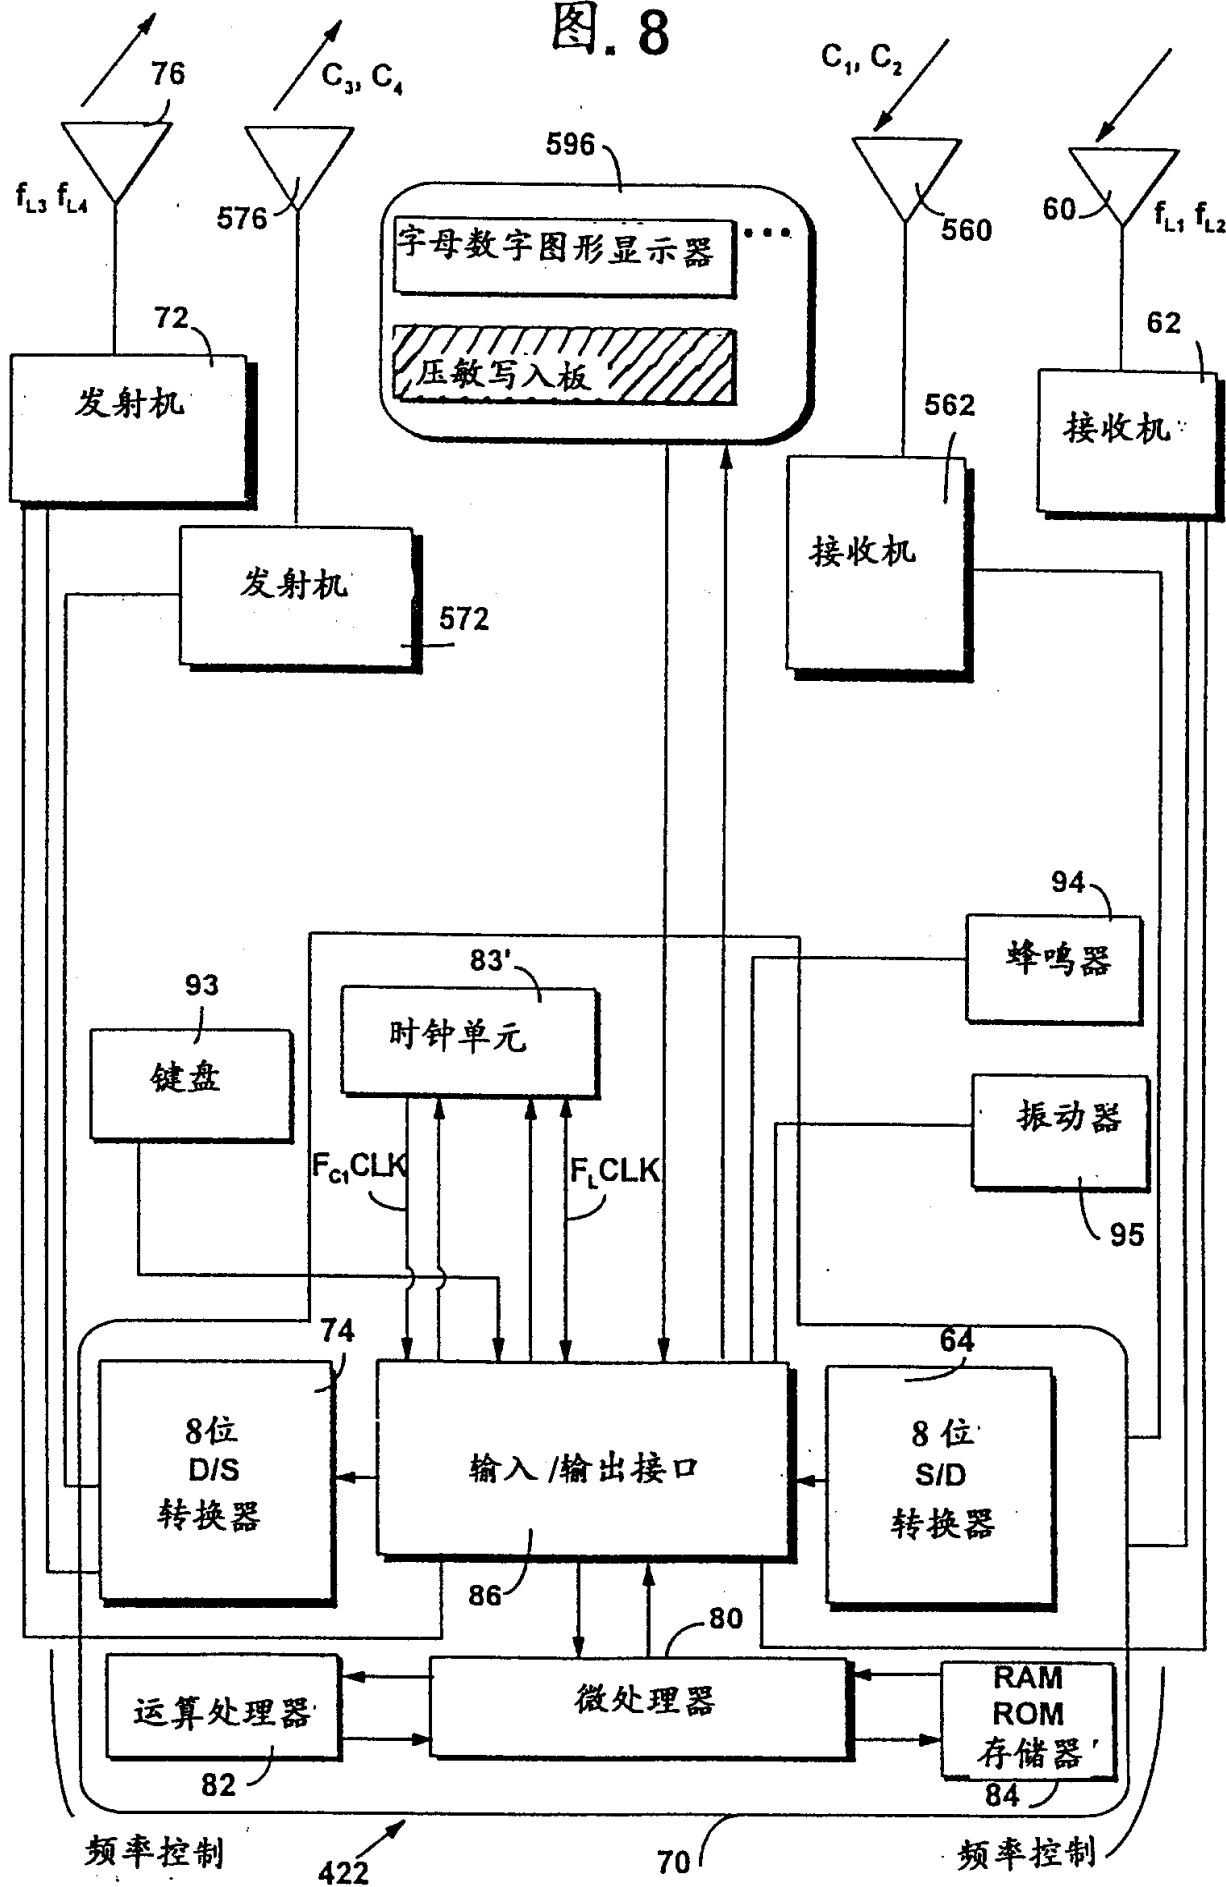 图. 8
76
C3, C4
C1, C2
596
fL3 fL4
576
560
60
fL1 fL2
字母数字图形显示器 ...
压敏写入板
72
发射机
62
接收机
562
接收机
发射机
572
94
蜂鸣器
83'
时钟单元
93
键盘
振动器
95
FC1CLK
FLCLK
74
8位
D/S
转换器
输入/输出接口
86
64
8位
S/D
转换器
80
微处理器
运算处理器
82
RAM
ROM
存储器
84
频率控制
422
70
频率控制